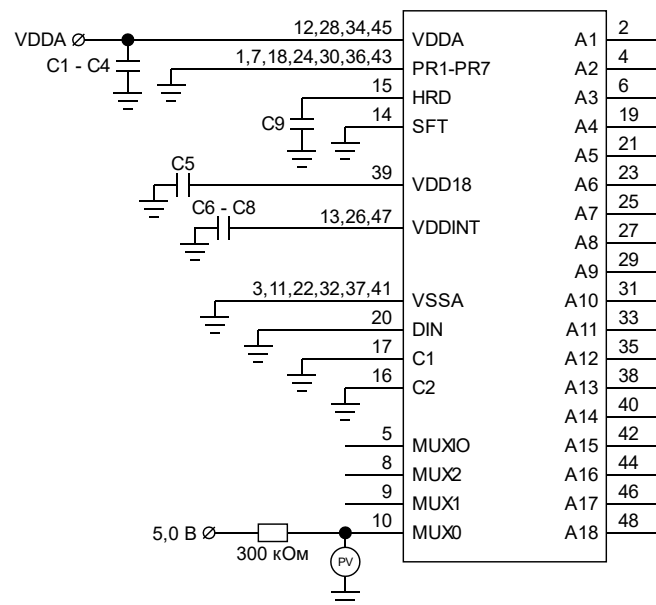 VDDA 12,28,34,45 VDDA A1 2
C1 - C4 1,7,18,24,30,36,43 PR1-PR7 A2 4
15 HRD A3 6
C9 14 SFT A4 19
A5 21
C5 39 VDD18 A6 23
C6 - C8 A7 25
13,26,47 VDDINT A8 27
A9 29
3,11,22,32,37,41 VSSA A10 31
20 DIN A11 33
17 C1 A12 35
16 C2 A13 38
A14 40
5 MUXIO A15 42
8 MUX2 A16 44
9 MUX1 A17 46
5,0 В 10 MUX0 A18 48
300 кОм
PV